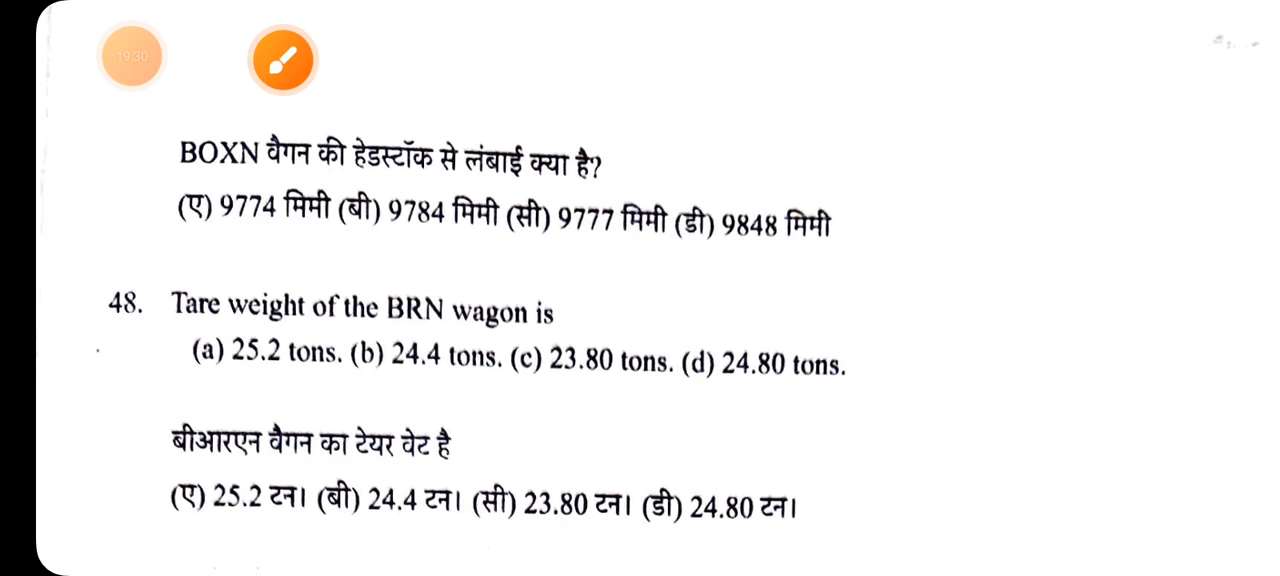 19:30
BOXN वैगन की हेडस्टॉक से लंबाई क्या है?
(ए) 9774 मिमी (बी) 9784 मिमी (सी) 9777 मिमी (डी) 9848 मिमी
48. Tare weight of the BRN wagon is
(a) 25.2 tons. (b) 24.4 tons. (c) 23.80 tons. (d) 24.80 tons.
बीआरएन वैगन का टेयर वेट है
(ए) 25.2 टन। (बी) 24.4 टन। (सी) 23.80 टन। (डी) 24.80 टन।